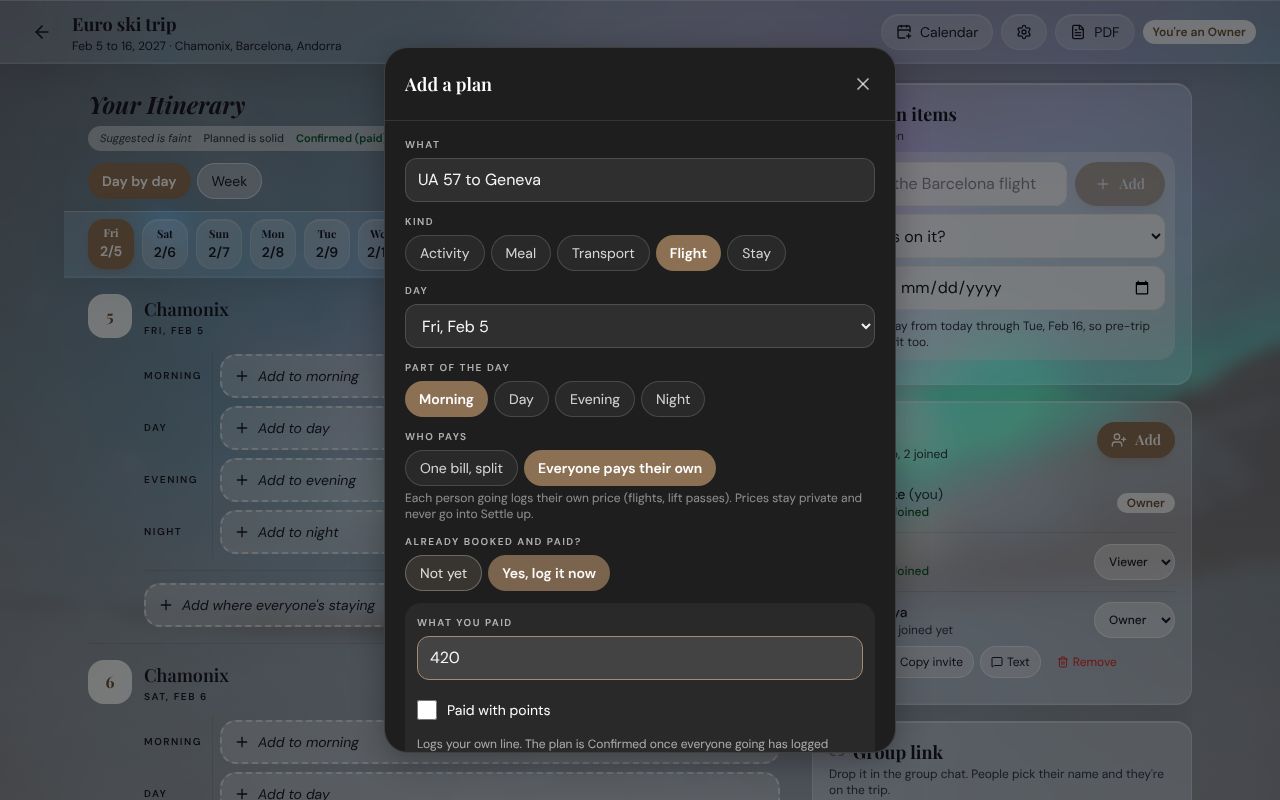 Euro ski trip
Feb 5 to 16, 2027 · Chamonix, Barcelona, Andorra
Calendar
PDF
You're an Owner
Your Itinerary
Suggested is faint Planned is solid Confirmed (paid
Day by day
Week
Fri 2/5
Sat 2/6
Sun 2/7
Mon 2/8
Tue 2/9
5
Chamonix
FRI, FEB 5
MORNING
+ Add to morning
DAY
+ Add to day
EVENING
+ Add to evening
NIGHT
+ Add to night
+ Add where everyone's staying
6
Chamonix
SAT, FEB 6
MORNING
+ Add to morning
DAY
+ Add to day
Add a plan
WHAT
UA 57 to Geneva
KIND
Activity Meal Transport Flight Stay
DAY
Fri, Feb 5
PART OF THE DAY
Morning Day Evening Night
WHO PAYS
One bill, split Everyone pays their own
Each person going logs their own price (flights, lift passes). Prices stay private and
never go into Settle up.
ALREADY BOOKED AND PAID?
Not yet Yes, log it now
WHAT YOU PAID
420
Paid with points
Logs your own line. The plan is Confirmed once everyone going has logged
items
the Barcelona flight
+ Add
on it?
mm/dd/yyyy
from today through Tue, Feb 16, so pre-trip
it too.
Add
, 2 joined
(you)
Owner
Viewer
joined yet
Owner
Copy invite
Text
Remove
Group link
Drop it in the group chat. People pick their name and they're
on the trip.